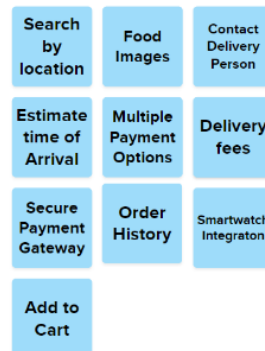 Search
by
location
Food
Images
Contact
Delivery
Person
Estimate
time of
Arrival
Multiple
Payment
Options
Delivery
fees
Secure
Payment
Gateway
Order
History
Smartwatch
Integraton
Add to
Cart